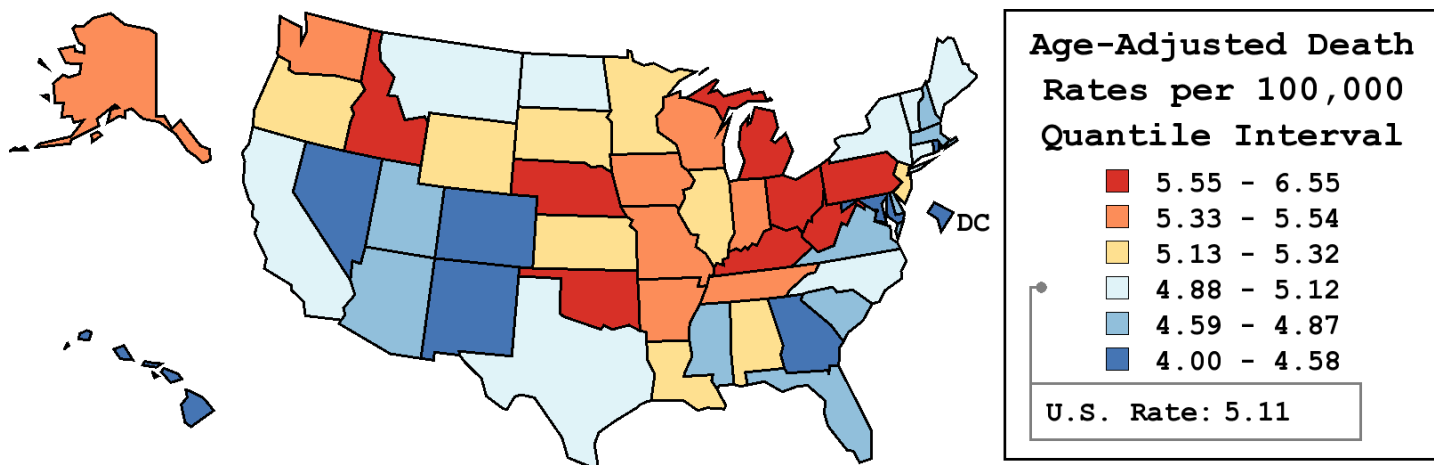 Age-Adjusted Death
Rates per 100,000
Quantile Interval
5.55 - 6.55
5.33 - 5.54
5.13 - 5.32
DC
4.88 - 5.12
4.59 - 4.87
4.00 - 4.58
U.S. Rate: 5.11